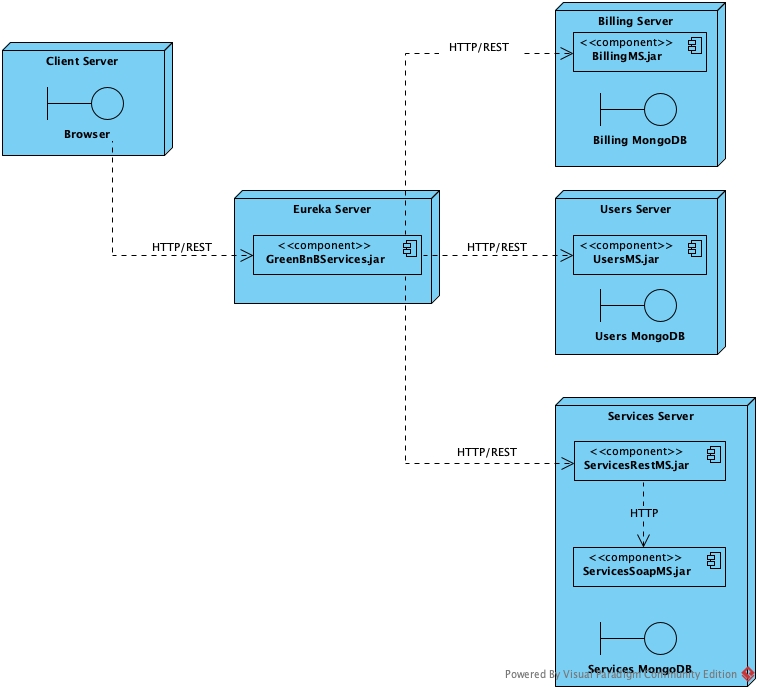 Client Server
Browser
HTTP/REST
Eureka Server
<<component>>
GreenBnBServices.jar
HTTP/REST
Billing Server
<<component>>
BillingMS.jar
Billing MongoDB
HTTP/REST
Users Server
<<component>>
UsersMS.jar
Users MongoDB
HTTP/REST
Services Server
<<component>>
ServicesRestMS.jar
HTTP
<<component>>
ServicesSoapMS.jar
Services MongoDB
Powered By Visual Paradigm Community Edition